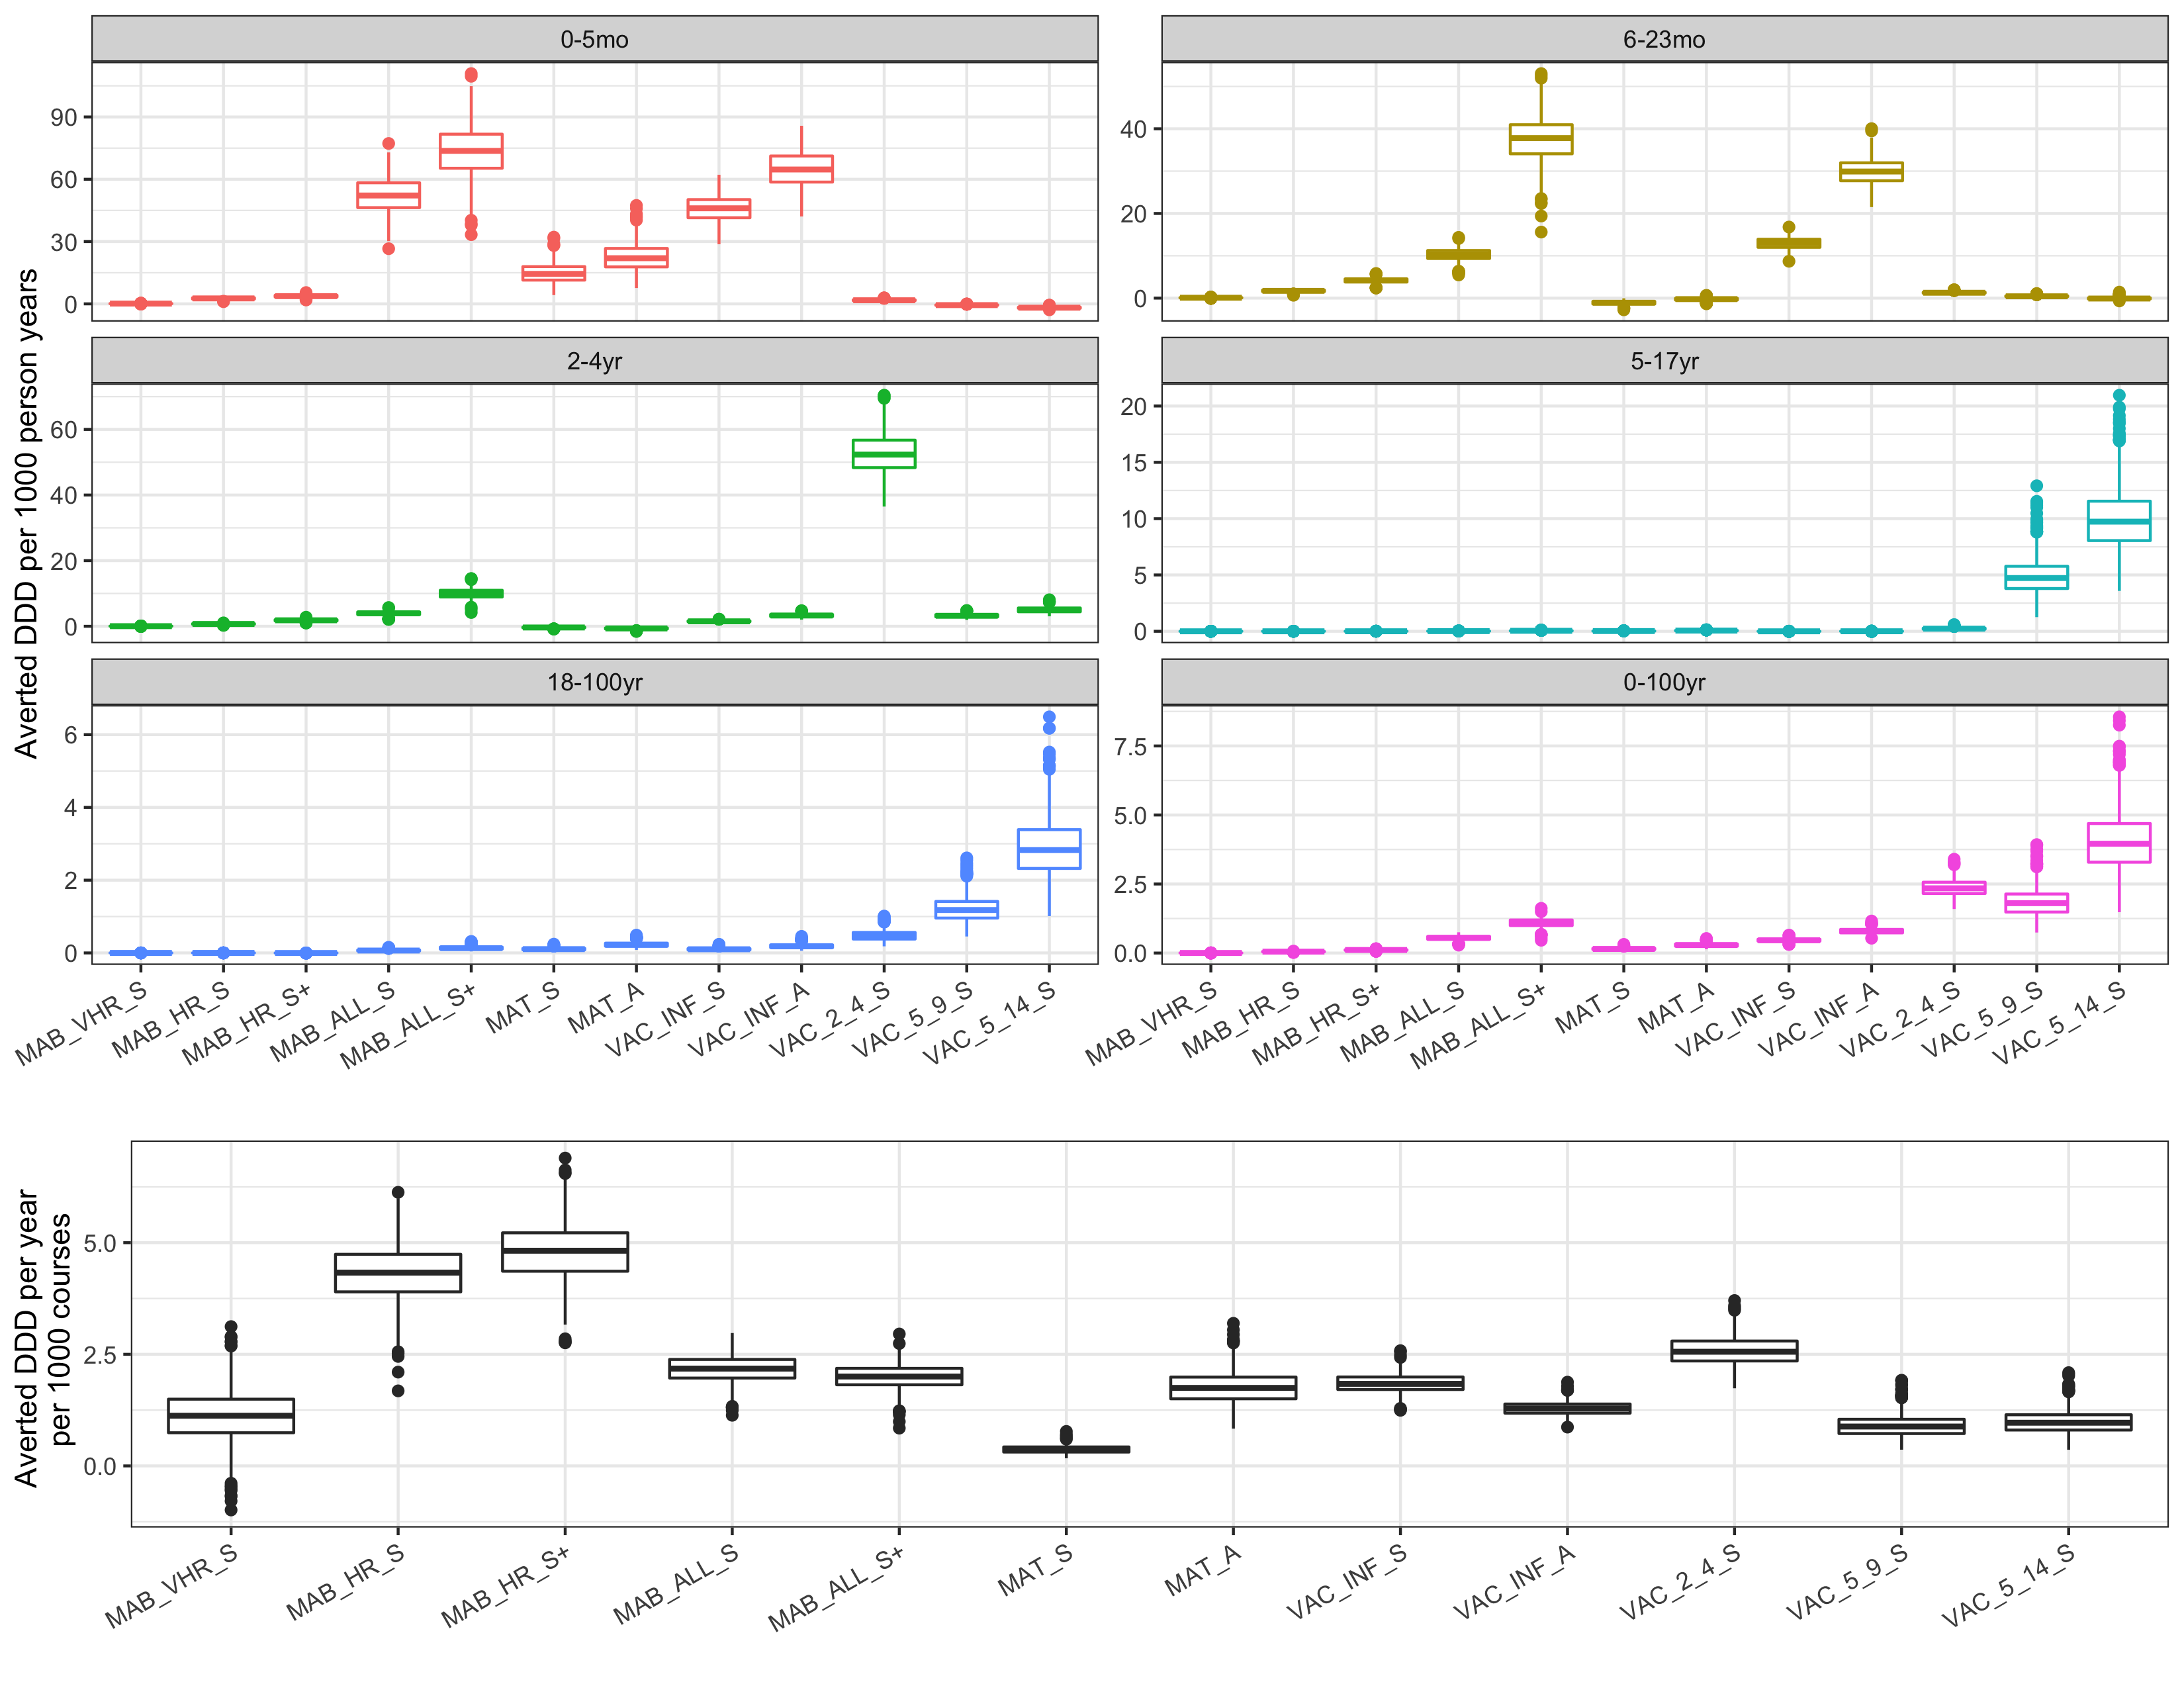 0-5mo
6-23mo
90
60
30
0
40
20
0
2-4yr
5-17yr
60
40
20
0
20
15
10
5
0
18-100yr
0-100yr
6
4
2
0
7.5
5.0
2.5
0.0
Averted DDD per 1000 person years
MAB_VHR_S
MAB_HR_S
MAB_HR_S+
MAB_ALL_S
MAB_ALL_S+
MAT_S
MAT_A
VAC_INF_S
VAC_INF_A
VAC_2_4_S
VAC_5_9_S
VAC_5_14_S
MAB_VHR_S
MAB_HR_S
MAB_HR_S+
MAB_ALL_S
MAB_ALL_S+
MAT_S
MAT_A
VAC_INF_S
VAC_INF_A
VAC_2_4_S
VAC_5_9_S
VAC_5_14_S
Averted DDD per year
per 1000 courses
5.0
2.5
0.0
MAB_VHR_S
MAB_HR_S
MAB_HR_S+
MAB_ALL_S
MAB_ALL_S+
MAT_S
MAT_A
VAC_INF_S
VAC_INF_A
VAC_2_4_S
VAC_5_9_S
VAC_5_14_S